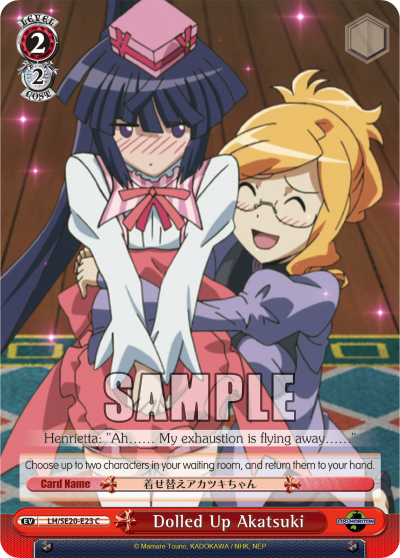 LEVEL
2
2
COST
SAMPLE
Henrietta: "Ah…… My exhaustion is flying away……"
Choose up to two characters in your waiting room, and return them to your hand.
Card Name 着せ替えアカツキちゃん
EV LH/SE20-E23 C
Dolled Up Akatsuki
LOG HORIZON
© Mamare Touno, KADOKAWA / NHK, NEP